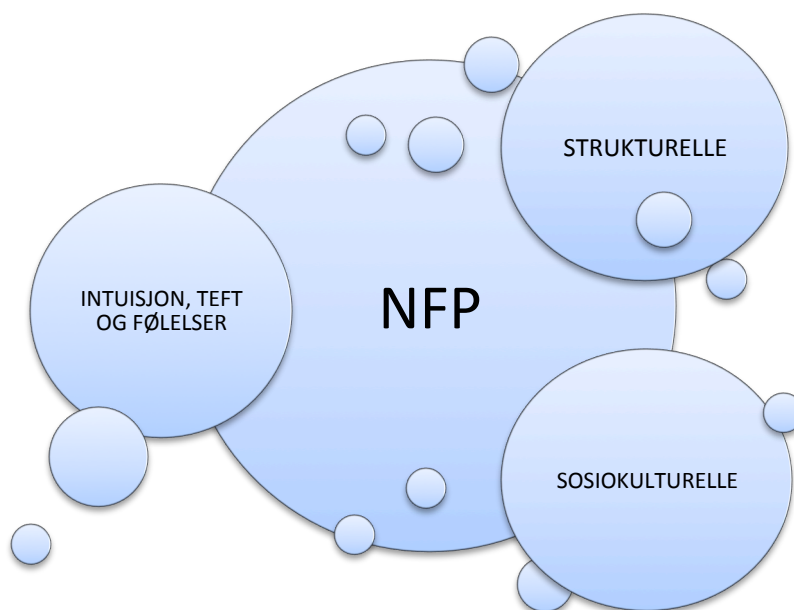 STRUKTURELLE
INTUISJON, TEFT
OG FØLELSER
NFP
SOSIOKULTURELLE